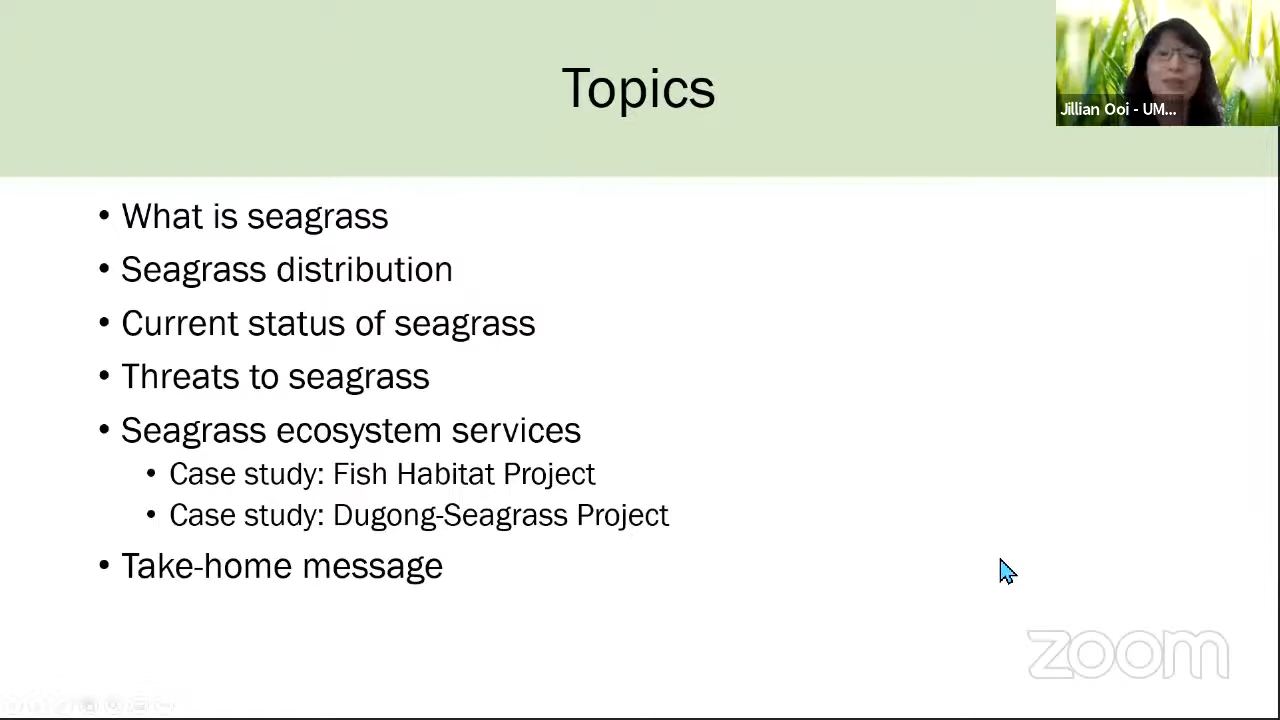 Topics
Jillian Ooi - UM...
• What is seagrass
• Seagrass distribution
• Current status of seagrass
• Threats to seagrass
• Seagrass ecosystem services
• Case study: Fish Habitat Project
• Case study: Dugong-Seagrass Project
• Take-home message
zoom